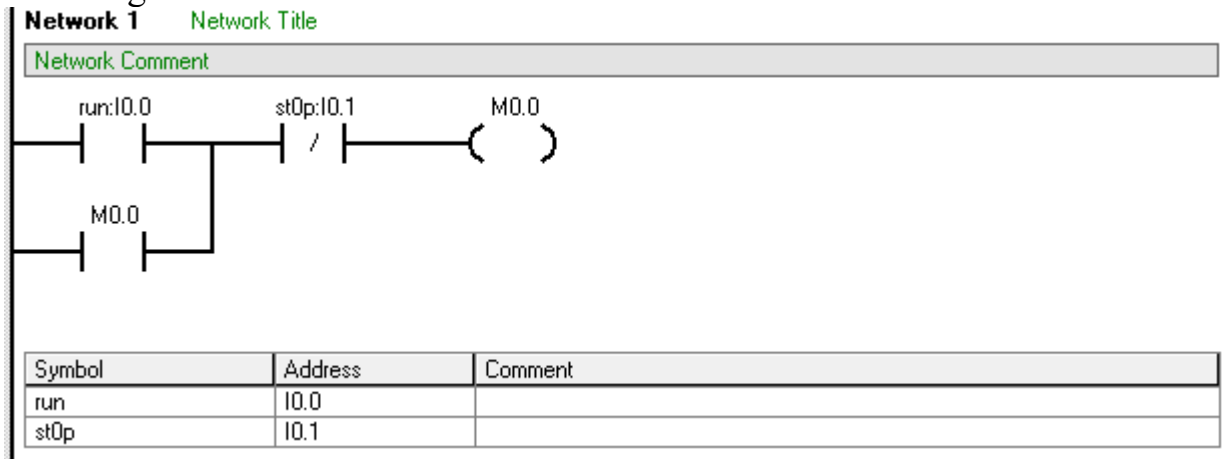 Network 1 Network Title
Network Comment
run:I0.0 st0p:I0.1 M0.0
/
M0.0
Symbol Address Comment
run I0.0
st0p I0.1